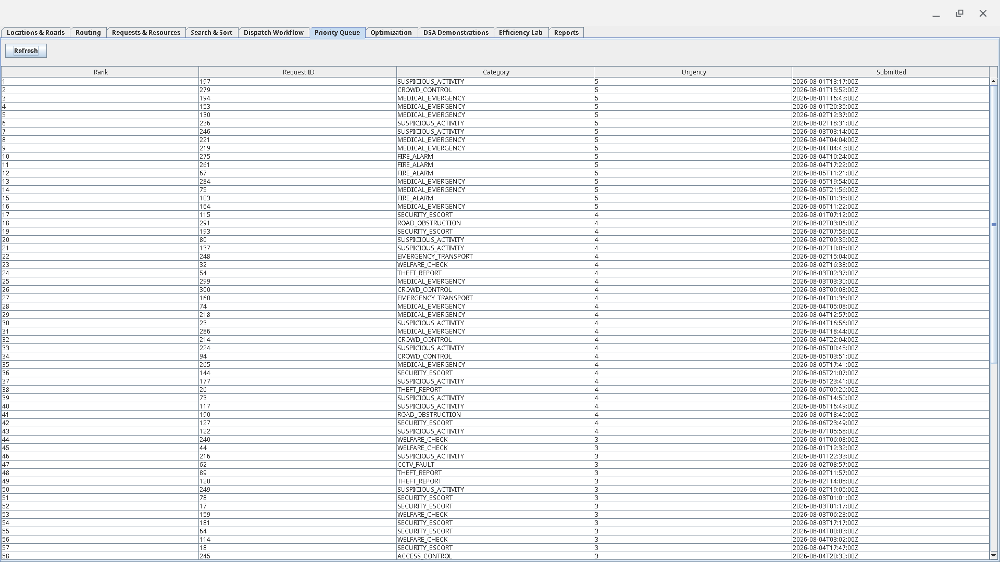 Locations & Roads Routing Requests & Resources Search & Sort Dispatch Workflow Priority Queue Optimization DSA Demonstrations Efficiency Lab Reports
Refresh
Rank Request ID Category Urgency Submitted
1 197 SUSPICIOUS_ACTIVITY 5 2026-08-01T13:17:00Z
2 279 CROWD_CONTROL 5 2026-08-01T15:52:00Z
3 194 MEDICAL_EMERGENCY 5 2026-08-01T16:43:00Z
4 153 MEDICAL_EMERGENCY 5 2026-08-01T20:35:00Z
5 130 MEDICAL_EMERGENCY 5 2026-08-02T12:37:00Z
6 236 SUSPICIOUS_ACTIVITY 5 2026-08-02T18:31:00Z
7 246 SUSPICIOUS_ACTIVITY 5 2026-08-03T03:14:00Z
8 221 MEDICAL_EMERGENCY 5 2026-08-04T04:04:00Z
9 219 MEDICAL_EMERGENCY 5 2026-08-04T04:43:00Z
10 275 FIRE_ALARM 5 2026-08-04T10:24:00Z
11 261 FIRE_ALARM 5 2026-08-04T17:22:00Z
12 67 FIRE_ALARM 5 2026-08-05T11:21:00Z
13 284 MEDICAL_EMERGENCY 5 2026-08-05T19:54:00Z
14 75 MEDICAL_EMERGENCY 5 2026-08-05T21:56:00Z
15 103 FIRE_ALARM 5 2026-08-06T01:38:00Z
16 164 MEDICAL_EMERGENCY 5 2026-08-06T11:22:00Z
17 115 SECURITY_ESCORT 4 2026-08-01T07:12:00Z
18 291 ROAD_OBSTRUCTION 4 2026-08-02T03:06:00Z
19 193 SECURITY_ESCORT 4 2026-08-02T07:58:00Z
20 80 SUSPICIOUS_ACTIVITY 4 2026-08-02T09:35:00Z
21 137 SUSPICIOUS_ACTIVITY 4 2026-08-02T10:05:00Z
22 248 EMERGENCY_TRANSPORT 4 2026-08-02T15:04:00Z
23 32 WELFARE_CHECK 4 2026-08-02T16:38:00Z
24 54 THEFT_REPORT 4 2026-08-03T02:37:00Z
25 299 MEDICAL_EMERGENCY 4 2026-08-03T03:30:00Z
26 300 CROWD_CONTROL 4 2026-08-03T09:08:00Z
27 160 EMERGENCY_TRANSPORT 4 2026-08-04T01:36:00Z
28 74 MEDICAL_EMERGENCY 4 2026-08-04T05:08:00Z
29 218 MEDICAL_EMERGENCY 4 2026-08-04T12:57:00Z
30 23 SUSPICIOUS_ACTIVITY 4 2026-08-04T16:56:00Z
31 286 MEDICAL_EMERGENCY 4 2026-08-04T18:44:00Z
32 214 CROWD_CONTROL 4 2026-08-04T22:04:00Z
33 224 SUSPICIOUS_ACTIVITY 4 2026-08-05T00:45:00Z
34 94 CROWD_CONTROL 4 2026-08-05T03:51:00Z
35 265 MEDICAL_EMERGENCY 4 2026-08-05T17:41:00Z
36 144 SECURITY_ESCORT 4 2026-08-05T21:07:00Z
37 177 SUSPICIOUS_ACTIVITY 4 2026-08-05T23:41:00Z
38 26 THEFT_REPORT 4 2026-08-06T09:26:00Z
39 73 SUSPICIOUS_ACTIVITY 4 2026-08-06T14:50:00Z
40 117 SUSPICIOUS_ACTIVITY 4 2026-08-06T16:49:00Z
41 190 ROAD_OBSTRUCTION 4 2026-08-06T18:40:00Z
42 127 SECURITY_ESCORT 4 2026-08-06T23:49:00Z
43 122 SUSPICIOUS_ACTIVITY 4 2026-08-07T05:58:00Z
44 240 WELFARE_CHECK 3 2026-08-01T06:08:00Z
45 44 WELFARE_CHECK 3 2026-08-01T12:32:00Z
46 216 SUSPICIOUS_ACTIVITY 3 2026-08-01T22:33:00Z
47 62 CCTV_FAULT 3 2026-08-02T08:57:00Z
48 89 THEFT_REPORT 3 2026-08-02T11:57:00Z
49 120 THEFT_REPORT 3 2026-08-02T14:08:00Z
50 249 SUSPICIOUS_ACTIVITY 3 2026-08-02T19:05:00Z
51 78 SECURITY_ESCORT 3 2026-08-03T01:01:00Z
52 17 SECURITY_ESCORT 3 2026-08-03T01:17:00Z
53 159 WELFARE_CHECK 3 2026-08-03T06:23:00Z
54 181 SECURITY_ESCORT 3 2026-08-03T17:17:00Z
55 64 SECURITY_ESCORT 3 2026-08-04T00:03:00Z
56 114 WELFARE_CHECK 3 2026-08-04T03:02:00Z
57 18 SECURITY_ESCORT 3 2026-08-04T17:47:00Z
58 245 ACCESS_CONTROL 3 2026-08-04T20:32:00Z